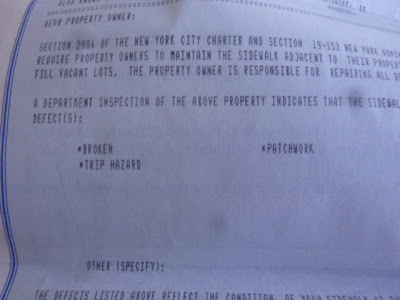 DEAR PROPERTY OWNER:
SECTION 2904 OF THE NEW YORK CITY CHARTER AND SECTION 19-152 NEW YORK
REQUIRE PROPERTY OWNERS TO MAINTAIN THE SIDEWALK ADJACENT TO THEIR
FILL VACANT LOTS. THE PROPERTY OWNER IS RESPONSIBLE FOR REPAIRING ALL
A DEPARTMENT INSPECTION OF THE ABOVE PROPERTY INDICATES THAT THE
DEFECT(S):
*BROKEN *PATCHWORK
*TRIP HAZARD
OTHER (SPECIFY):
THE DEFECTS LISTED ABOVE REFLECT THE CONDITION OF YOUR SIDEWALK